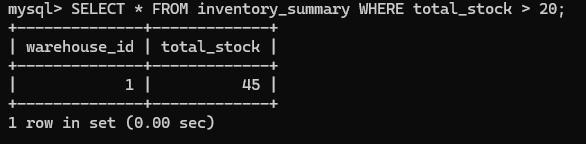 mysql> SELECT * FROM inventory_summary WHERE total_stock > 20;
+--------------+-------------+
| warehouse_id | total_stock |
+--------------+-------------+
|            1 |          45 |
+--------------+-------------+
1 row in set (0.00 sec)